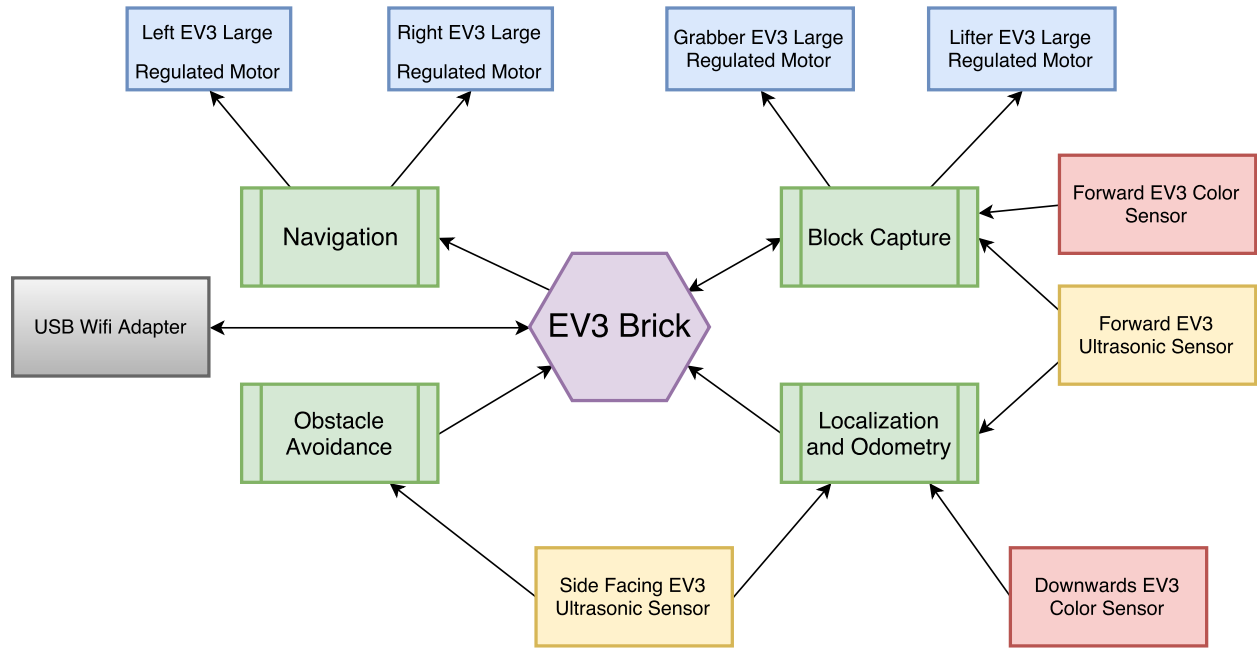 Left EV3 Large
Regulated Motor
Right EV3 Large
Regulated Motor
Grabber EV3 Large
Regulated Motor
Lifter EV3 Large
Regulated Motor
Forward EV3 Color
Sensor
Navigation
Block Capture
USB Wifi Adapter
EV3 Brick
Forward EV3
Ultrasonic Sensor
Obstacle
Avoidance
Localization
and Odometry
Side Facing EV3
Ultrasonic Sensor
Downwards EV3
Color Sensor